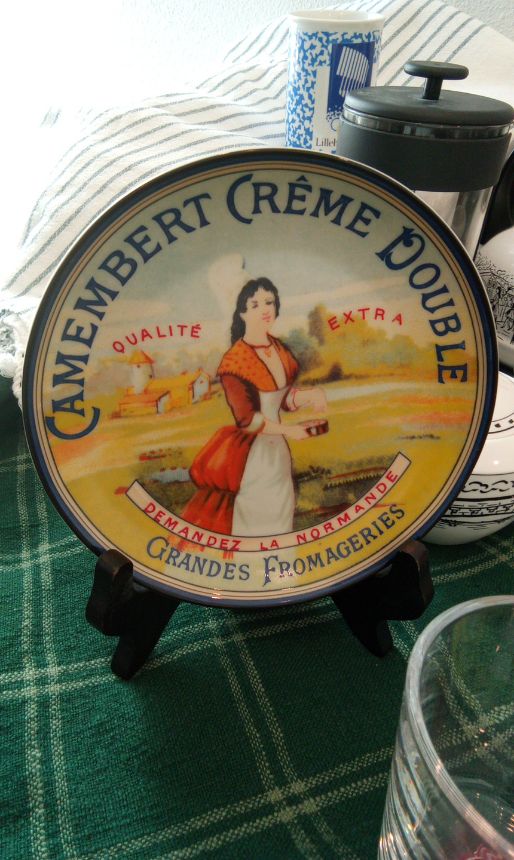 CAMEMBERT CRÊME DOUBLE
QUALITÉ EXTRA
DEMANDEZ LA NORMANDE
GRANDES FROMAGERIES